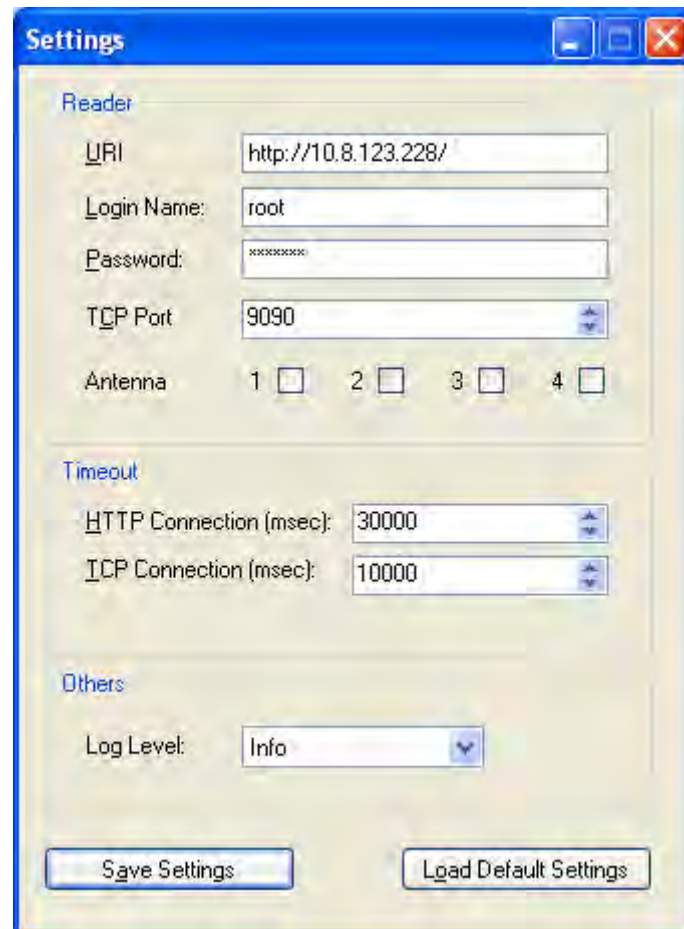 Settings
Reader
URI http://10.8.123.228/
Login Name: root
Password: *******
TCP Port 9090
Antenna 1 2 3 4
Timeout
HTTP Connection (msec): 30000
TCP Connection (msec): 10000
Others
Log Level: Info
Save Settings Load Default Settings